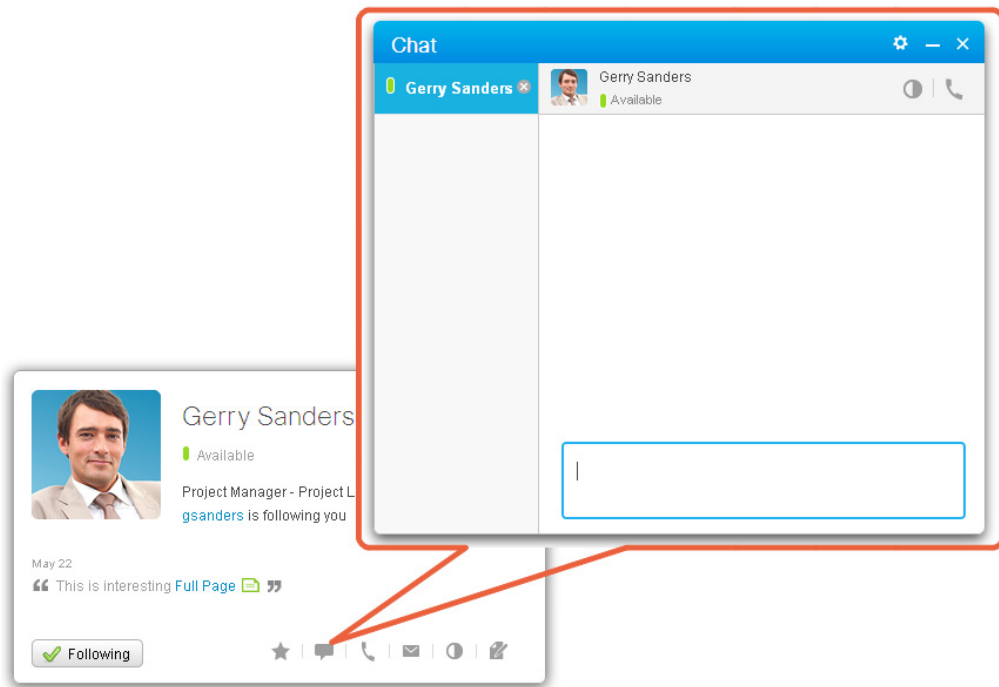 Chat
Gerry Sanders
Gerry Sanders
Available
Gerry Sanders
Available
Project Manager - Project L
gsanders is following you
May 22
“ This is interesting Full Page ”
Following